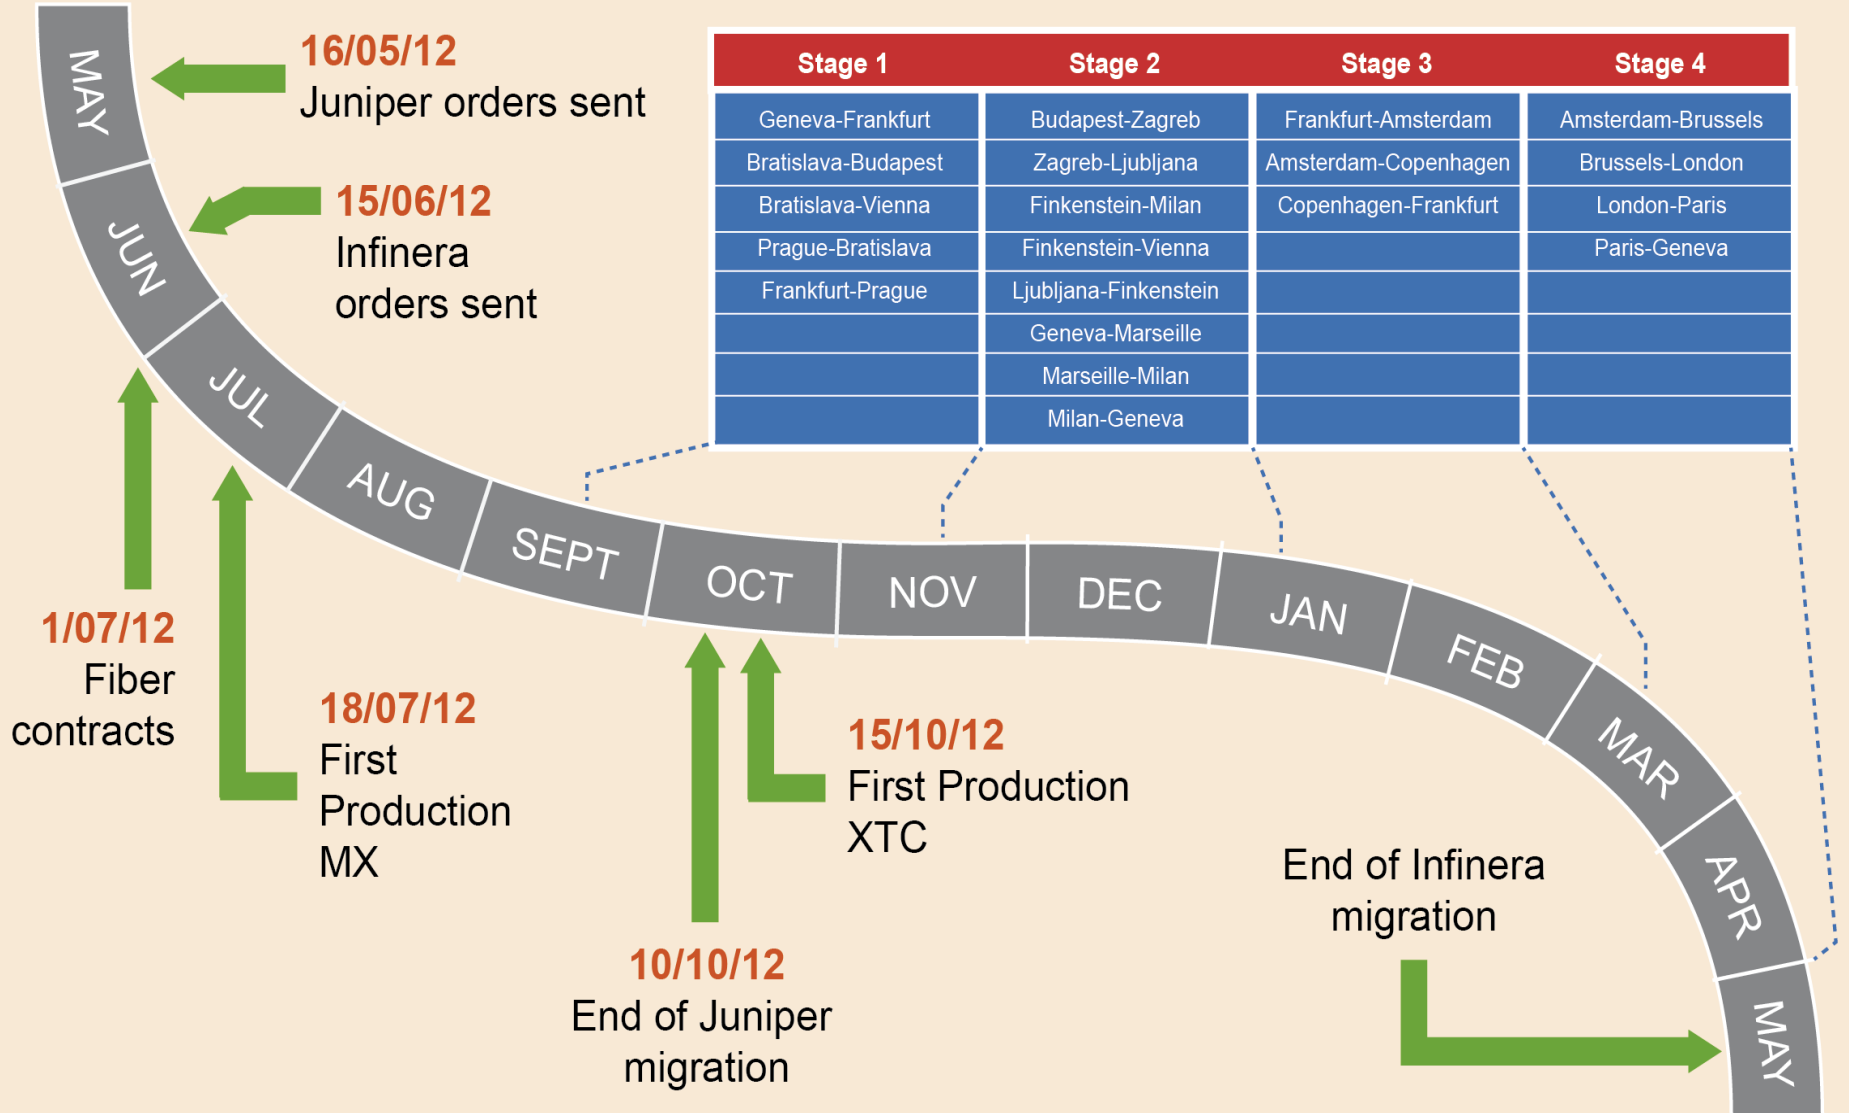 MAY
16/05/12
Juniper orders sent
JUN
15/06/12
Infinera
orders sent
JUL
AUG
SEPT
OCT
NOV
DEC
JAN
FEB
MAR
APR
MAY
Stage 1 Stage 2 Stage 3 Stage 4
Geneva-Frankfurt Budapest-Zagreb Frankfurt-Amsterdam Amsterdam-Brussels
Bratislava-Budapest Zagreb-Ljubljana Amsterdam-Copenhagen Brussels-London
Bratislava-Vienna Finkenstein-Milan Copenhagen-Frankfurt London-Paris
Prague-Bratislava Finkenstein-Vienna Paris-Geneva
Frankfurt-Prague Ljubljana-Finkenstein
Geneva-Marseille
Marseille-Milan
Milan-Geneva
1/07/12
Fiber
contracts
18/07/12
First
Production
MX
10/10/12
End of Juniper
migration
15/10/12
First Production
XTC
End of Infinera
migration